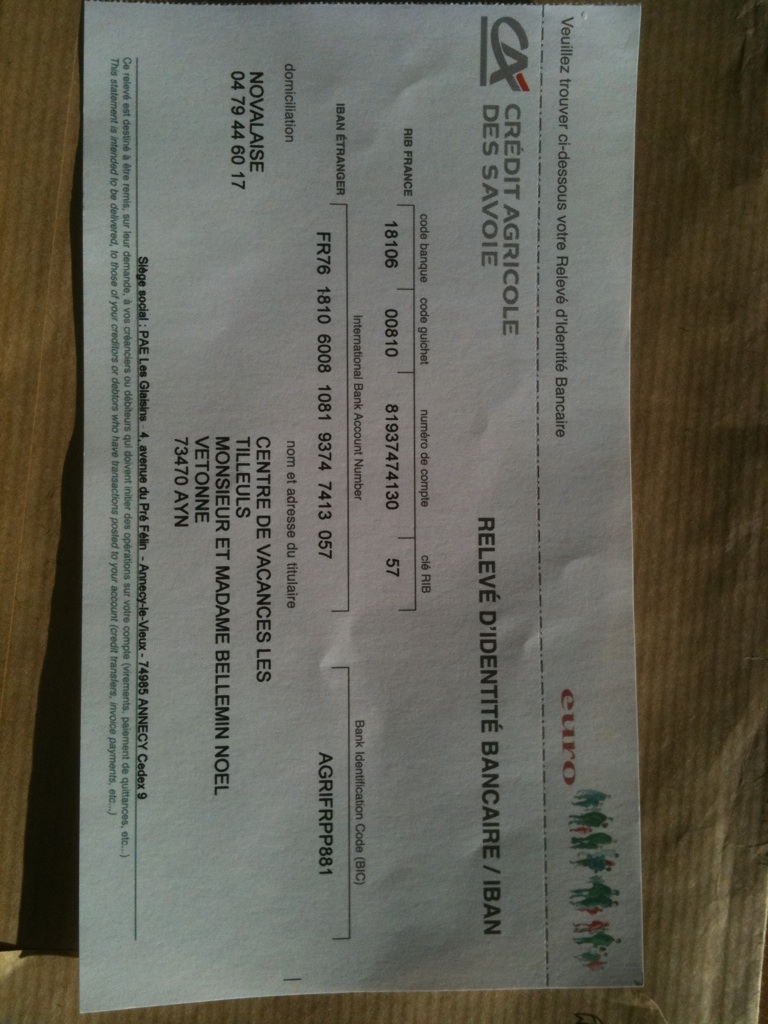 Veuillez trouver ci-dessous votre Relevé d'Identité Bancaire
euro
CA CRÉDIT AGRICOLE
DES SAVOIE
RELEVÉ D'IDENTITÉ BANCAIRE / IBAN
RIB FRANCE
code banque code guichet numéro de compte clé RIB
18106 00810 81937474130 57
IBAN ÉTRANGER
International Bank Account Number
FR76 1810 6008 1081 9374 7413 057
Bank Identification Code (BIC)
AGRIFRPP881
domiciliation
NOVALAISE
04 79 44 60 17
nom et adresse du titulaire
CENTRE DE VACANCES LES
TILLEULS
MONSIEUR ET MADAME BELLEMIN NOEL
VETONNE
73470 AYN
Siège social : PAE Les Glaisins - 4, avenue du Pré Félin - Annecy-le-Vieux - 74985 ANNECY Cedex 9
Ce relevé est destiné à être remis, sur leur demande, à vos créanciers ou débiteurs qui doivent initier des opérations sur votre compte (virements, paiement de quittances, etc...)
This statement is intended to be delivered, to those of your creditors or debtors who have transactions posted to your account (credit transfers, invoice payments, etc...)